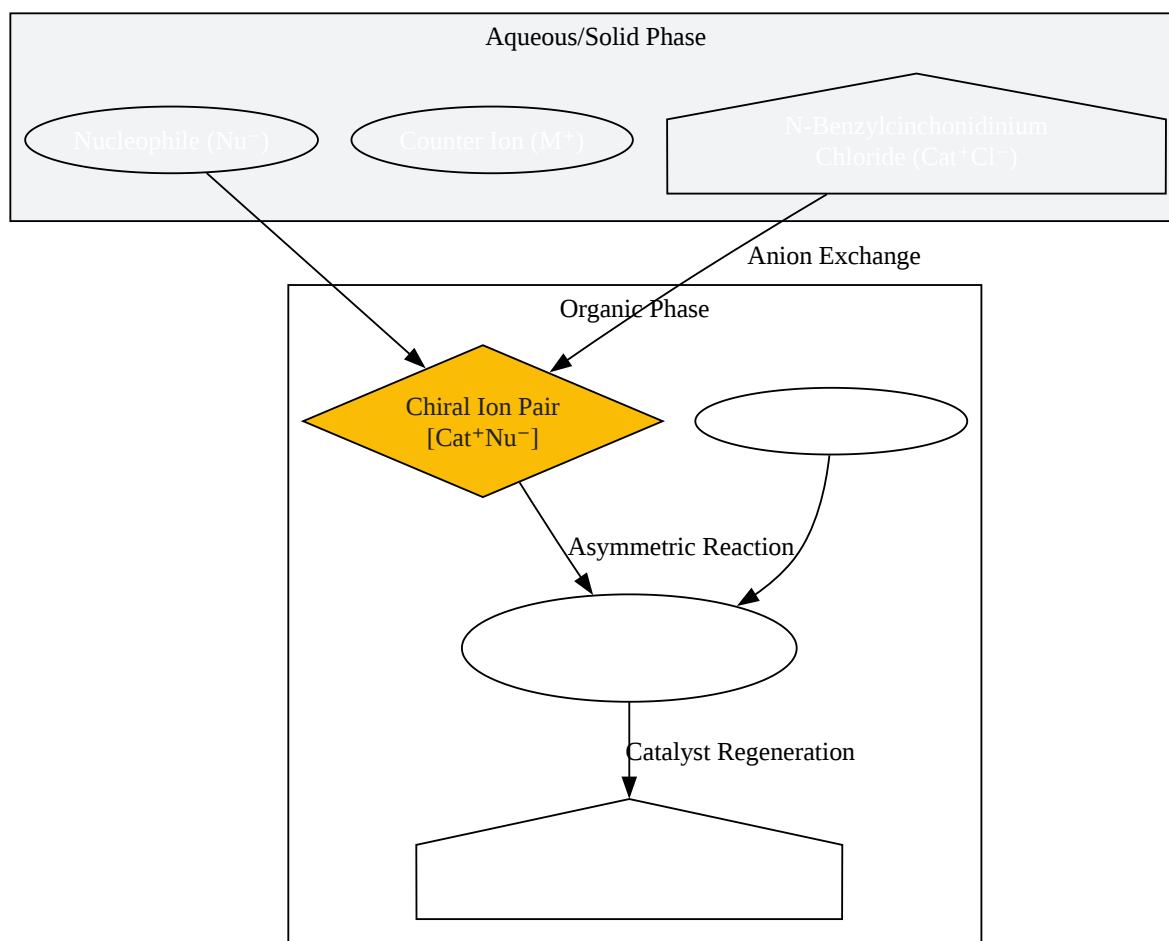 Aqueous/Solid Phase
Nucleophile (Nu⁻)
Counter Ion (M⁺)
N-Benzylcinchonidinium
Chloride (Cat⁺Cl⁻)
Anion Exchange
Organic Phase
Chiral Ion Pair
[Cat⁺Nu⁻]
Asymmetric Reaction
Catalyst Regeneration